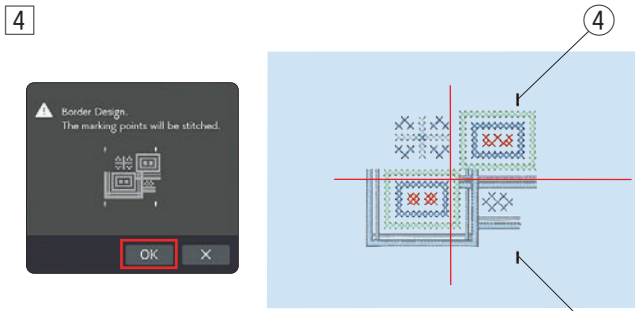 4
④
Border Design.
The marking points will be stitched.
OK X